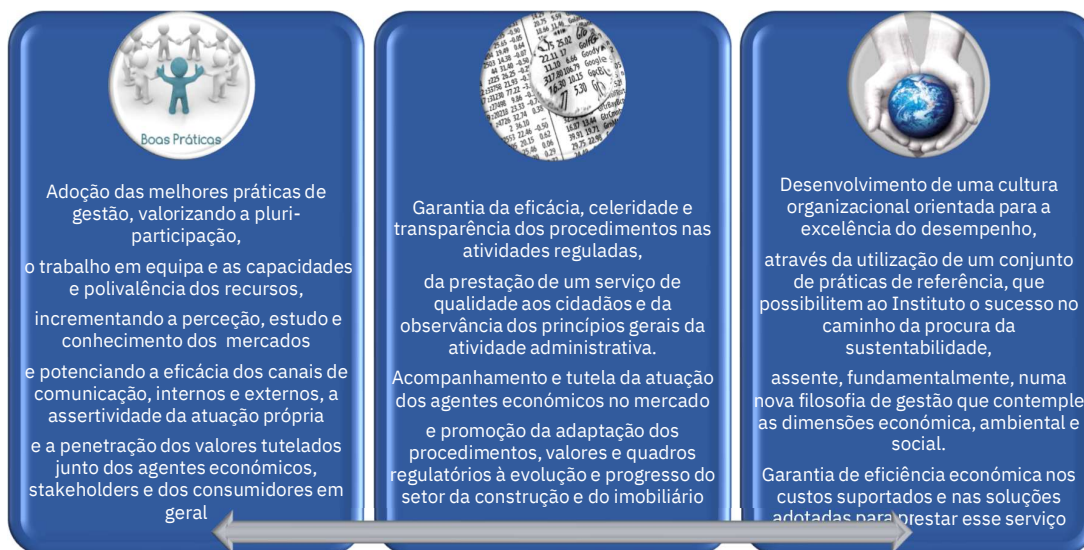 Boas Práticas
Adoção das melhores práticas de
gestão, valorizando a pluri-
participação,
o trabalho em equipa e as capacidades
e polivalência dos recursos,
incrementando a perceção, estudo e
conhecimento dos mercados
e potenciando a eficácia dos canais de
comunicação, internos e externos, a
assertividade da atuação própria
e a penetração dos valores tutelados
junto dos agentes económicos,
stakeholders e dos consumidores em
geral
Garantia da eficácia, celeridade e
transparência dos procedimentos nas
atividades reguladas,
da prestação de um serviço de
qualidade aos cidadãos e da
observância dos princípios gerais da
atividade administrativa.
Acompanhamento e tutela da atuação
dos agentes económicos no mercado
e promoção da adaptação dos
procedimentos, valores e quadros
regulatórios à evolução e progresso do
setor da construção e do imobiliário
Desenvolvimento de uma cultura
organizacional orientada para a
excelência do desempenho,
através da utilização de um conjunto
de práticas de referência, que
possibilitem ao Instituto o sucesso no
caminho da procura da
sustentabilidade,
assente, fundamentalmente, numa
nova filosofia de gestão que contemple
as dimensões económica, ambiental e
social.
Garantia de eficiência económica nos
custos suportados e nas soluções
adotadas para prestar esse serviço